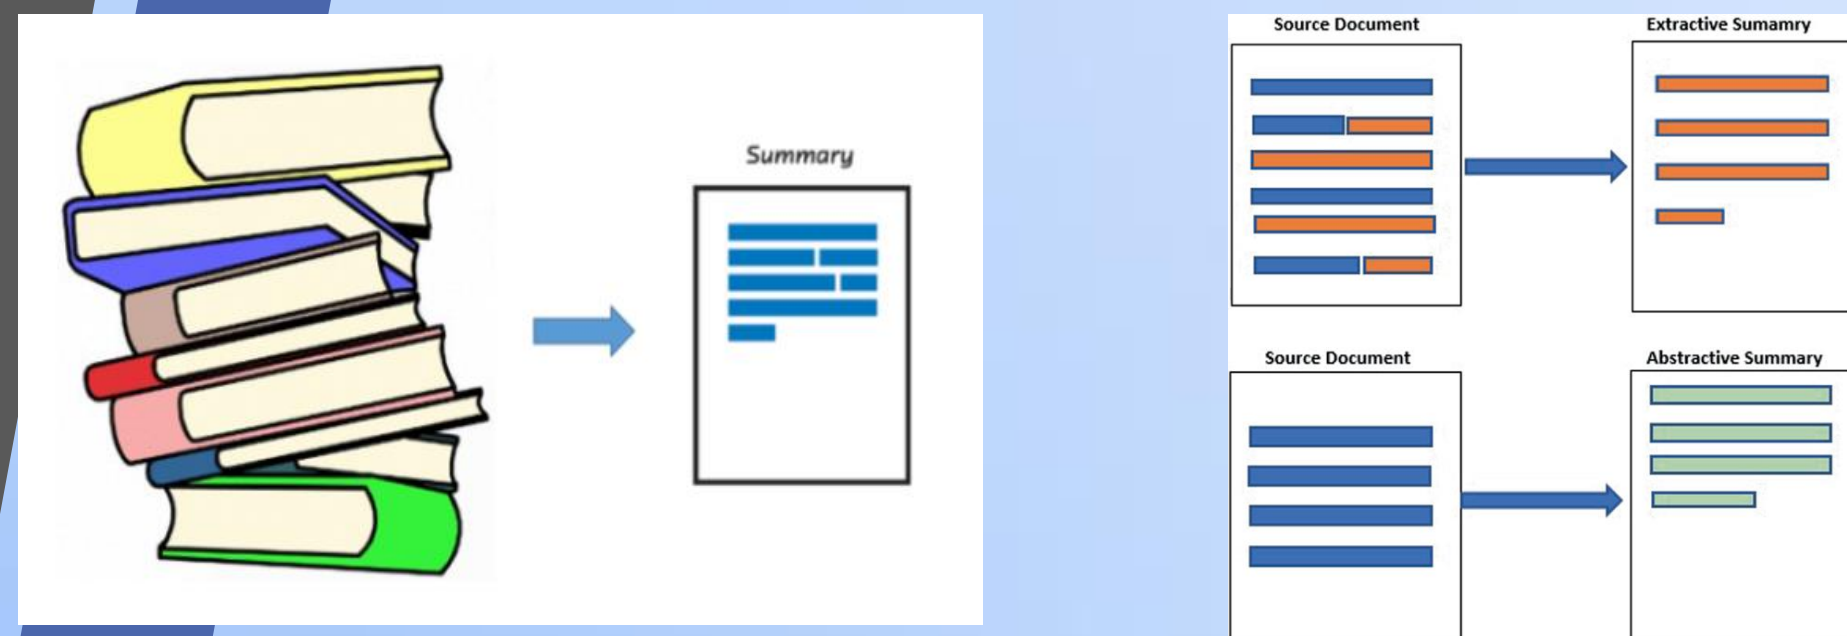 Summary
Source Document
Extractive Sumamry
Source Document
Abstractive Summary